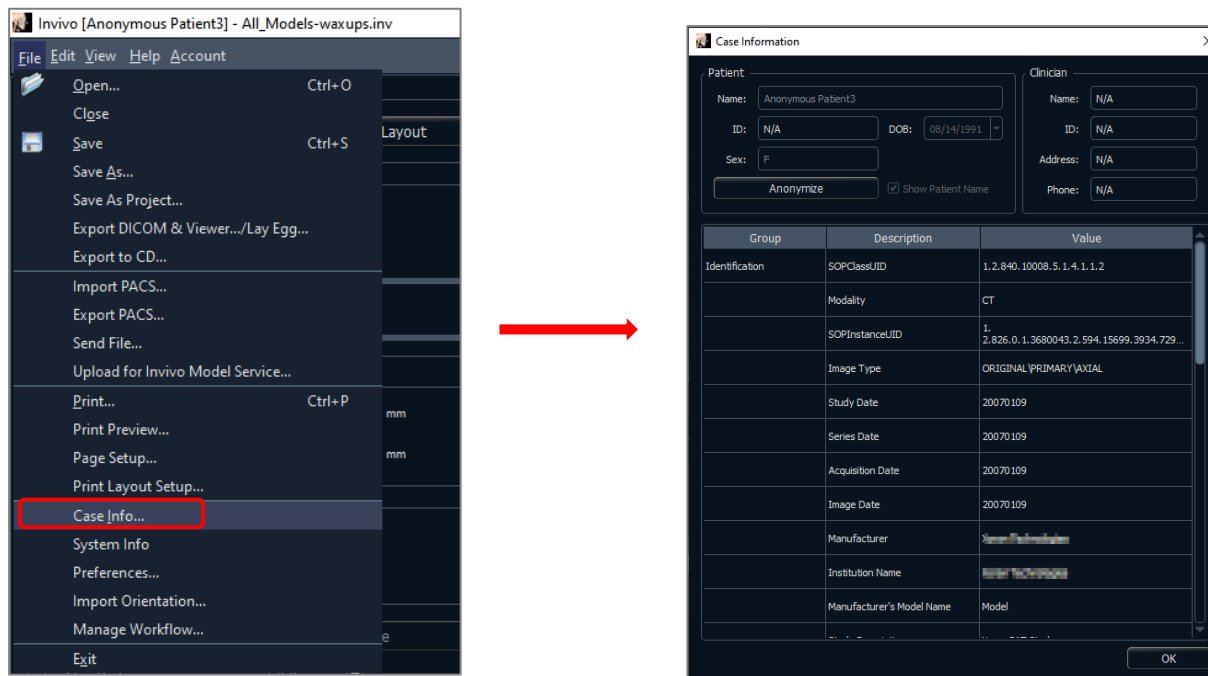 Invivo [Anonymous Patient3] - All_Models-waxups.inv
File Edit View Help Account
Open... Ctrl+O
Close
Save Ctrl+S
Save As...
Save As Project...
Export DICOM & Viewer.../Lay Egg...
Export to CD...
Import PACS...
Export PACS...
Send File...
Upload for Invivo Model Service...
Print... Ctrl+P
Print Preview...
Page Setup...
Print Layout Setup...
Case Info...
System Info
Preferences...
Import Orientation...
Manage Workflow...
Exit
Layout
mm
mm
e
Case Information
Patient
Name: Anonymous Patient3
ID: N/A DOB: 08/14/1991
Sex: F
Anonymize Show Patient Name
Clinician
Name: N/A
ID: N/A
Address: N/A
Phone: N/A
Group Description Value
Identification SOPClassUID 1.2.840.10008.5.1.4.1.1.2
Modality CT
SOPInstanceUID 1.
2.826.0.1.3680043.2.594.15699.3934.729...
Image Type ORIGINAL\PRIMARY\AXIAL
Study Date 20070109
Series Date 20070109
Acquisition Date 20070109
Image Date 20070109
Manufacturer
Institution Name
Manufacturer's Model Name Model
OK